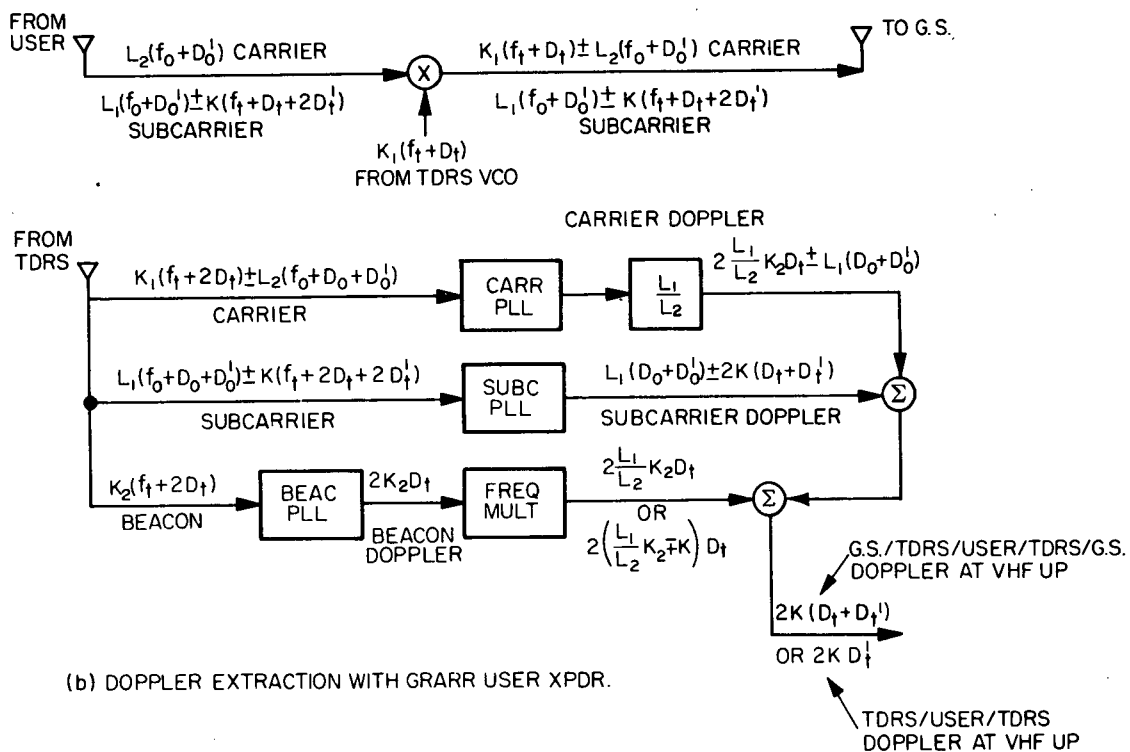 FROM
USER
L₂(f₀+D₀') CARRIER
K₁(fₜ+Dₜ)± L₂(f₀+D₀') CARRIER
TO G.S.
X
L₁(f₀+D₀')±K(fₜ+Dₜ+2Dₜ')
SUBCARRIER
L₁(f₀+D₀')± K(fₜ+Dₜ+2Dₜ')
SUBCARRIER
K₁(fₜ+Dₜ)
FROM TDRS VCO
FROM
TDRS
CARRIER DOPPLER
K₁(fₜ+2Dₜ)±L₂(f₀+D₀+D₀')
CARRIER
CARR
PLL
L₁
L₂
2 L₁/L₂ K₂Dₜ± L₁(D₀+D₀')
L₁(f₀+D₀+D₀')± K(fₜ+2Dₜ+2Dₜ')
SUBCARRIER
SUBC
PLL
L₁(D₀+D₀')±2K(Dₜ+Dₜ')
SUBCARRIER DOPPLER
Σ
K₂(fₜ+2Dₜ)
BEACON
BEAC
PLL
2K₂Dₜ
BEACON
DOPPLER
FREQ
MULT
2 L₁/L₂ K₂Dₜ
OR
2(L₁/L₂ K₂∓K) Dₜ
Σ
G.S./TDRS/USER/TDRS/G.S.
DOPPLER AT VHF UP
2K(Dₜ+Dₜ')
OR 2K Dₜ'
(b) DOPPLER EXTRACTION WITH GRARR USER XPDR.
TDRS/USER/TDRS
DOPPLER AT VHF UP